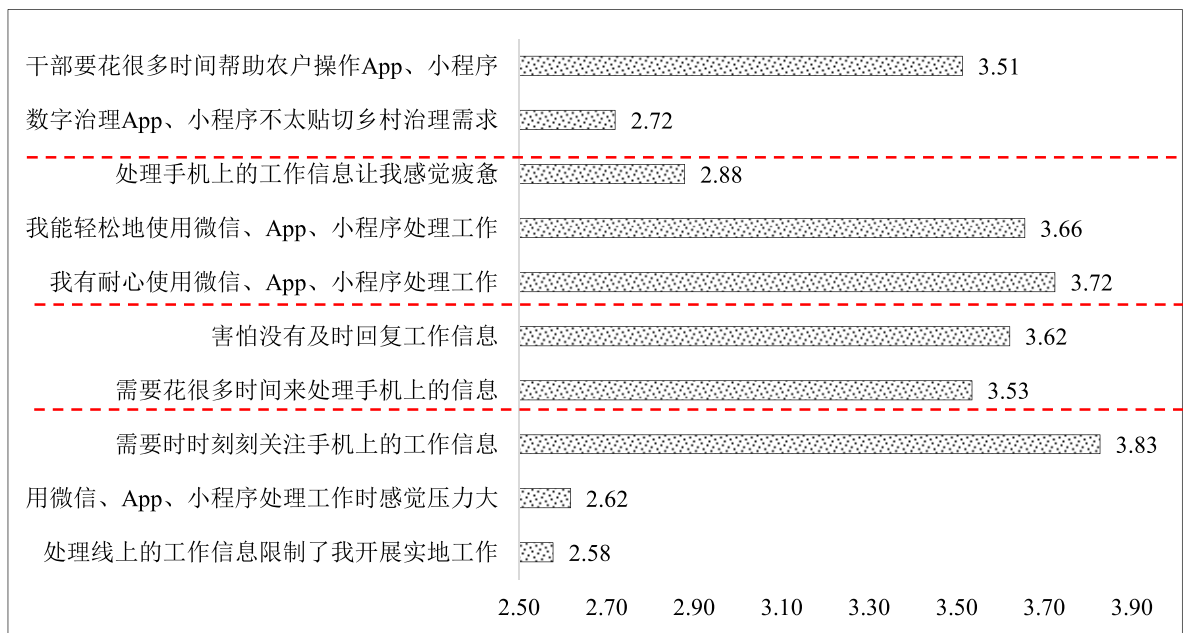 干部要花很多时间帮助农户操作App、小程序 3.51
数字治理App、小程序不太贴切乡村治理需求 2.72
处理手机上的工作信息让我感觉疲惫 2.88
我能轻松地使用微信、App、小程序处理工作 3.66
我有耐心使用微信、App、小程序处理工作 3.72
害怕没有及时回复工作信息 3.62
需要花很多时间来处理手机上的信息 3.53
需要时时刻刻关注手机上的工作信息 3.83
用微信、App、小程序处理工作时感觉压力大 2.62
处理线上的工作信息限制了我开展实地工作 2.58
2.50 2.70 2.90 3.10 3.30 3.50 3.70 3.90